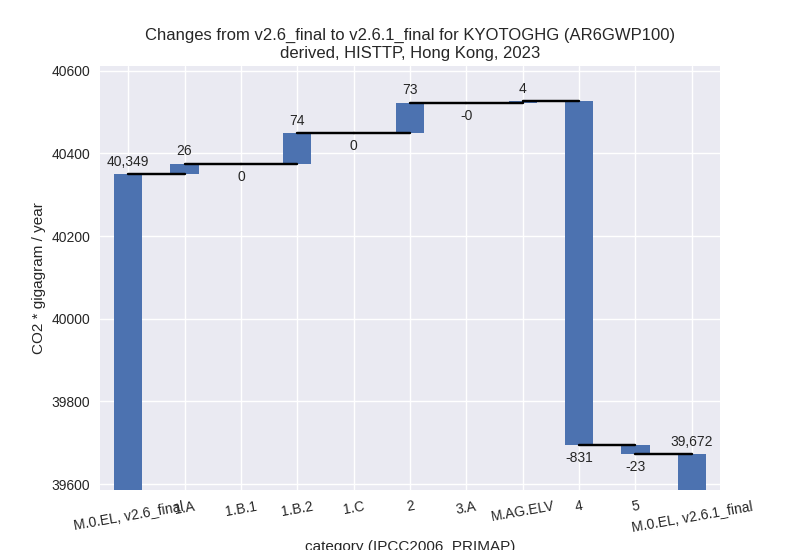 Changes from v2.6_final to v2.6.1_final for KYOTOGHG (AR6GWP100)
derived, HISTTP, Hong Kong, 2023
40600
40400
40200
40000
39800
39600
CO2 * gigagram / year
40,349
26
0
74
0
73
-0
4
-831
-23
39,672
M.0.EL, v2.6_final
1.A
1.B.1
1.B.2
1.C
2
3.A
M.AG.ELV
4
5
M.0.EL, v2.6.1_final
category (IPCC2006_PRIMAP)